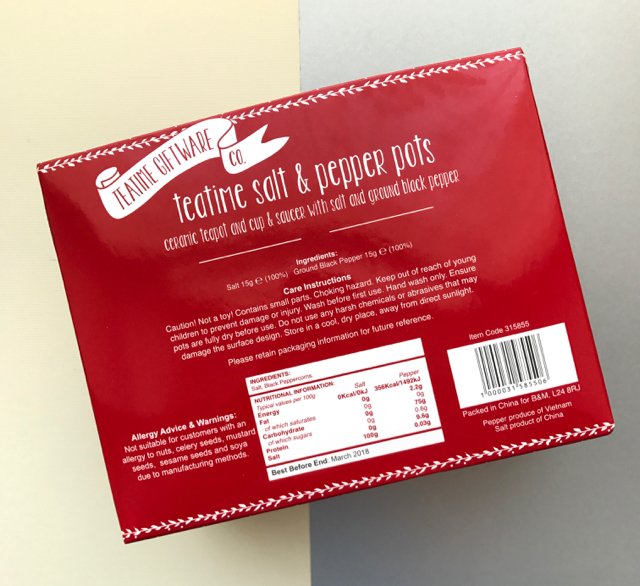 TEATIME GIFTWARE
CO.
teatime salt & pepper pots
ceramic teapot and cup & saucer with salt and ground black pepper
Ingredients:
Salt 15g ℮ (100%) Ground Black Pepper 15g ℮ (100%)
Care Instructions
Caution! Not a toy! Contains small parts. Choking hazard. Keep out of reach of young
children to prevent damage or injury. Wash before first use. Hand wash only. Ensure
pots are fully dry before use. Do not use any harsh chemicals or abrasives that may
damage the surface design. Store in a cool, dry place, away from direct sunlight.
Please retain packaging information for future reference.
INGREDIENTS:
Salt, Black Peppercorns.
NUTRITIONAL INFORMATION:
Typical values per 100g Salt Pepper
Energy 0Kcal/0kJ 356Kcal/1492kJ
Fat 0g 2.2g
of which saturates 0g 0g
Carbohydrate 0g 75g
of which sugars 0g 0.6g
Protein 0g 9.6g
Salt 100g 0.03g
Best Before End: March 2018
Allergy Advice & Warnings:
Not suitable for customers with an
allergy to nuts, celery seeds, mustard
seeds, sesame seeds and soya
due to manufacturing methods.
Item Code 315855
1 000031 585506
Packed in China for B&M, L24 8RJ
Pepper produce of Vietnam
Salt product of China